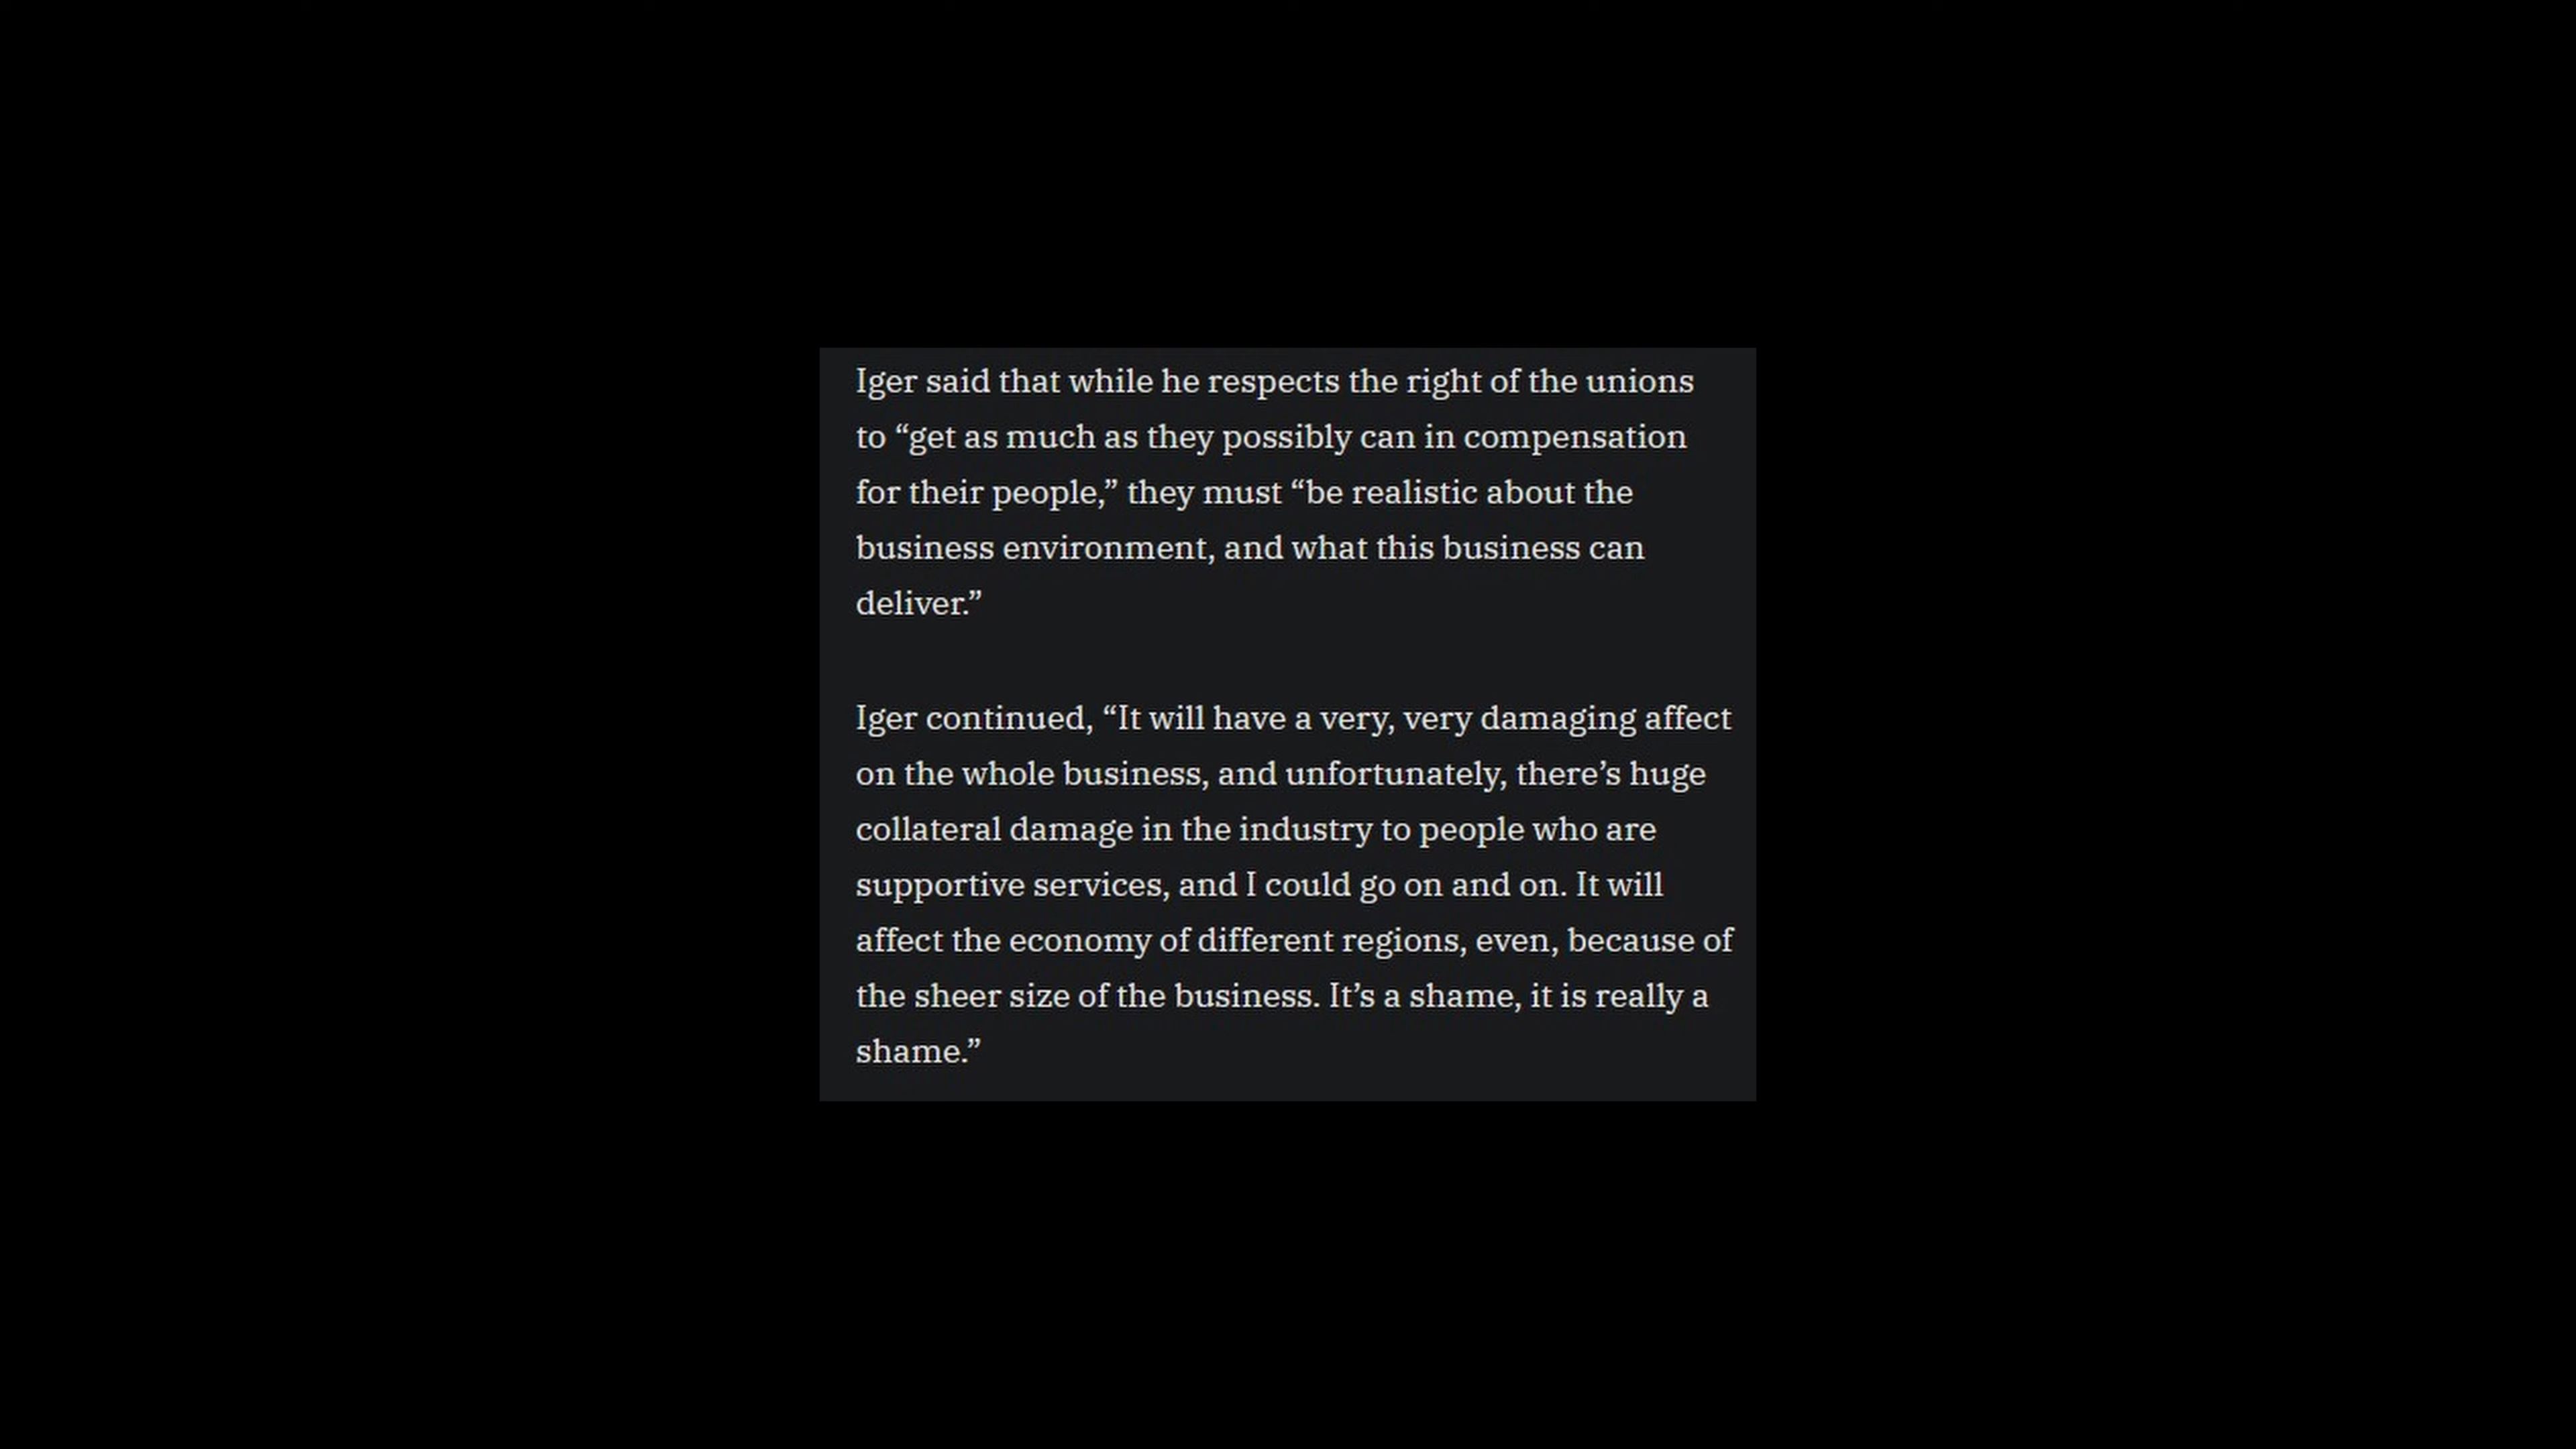 Iger said that while he respects the right of the unions
to “get as much as they possibly can in compensation
for their people,” they must “be realistic about the
business environment, and what this business can
deliver.”
Iger continued, “It will have a very, very damaging affect
on the whole business, and unfortunately, there’s huge
collateral damage in the industry to people who are
supportive services, and I could go on and on. It will
affect the economy of different regions, even, because of
the sheer size of the business. It’s a shame, it is really a
shame.”